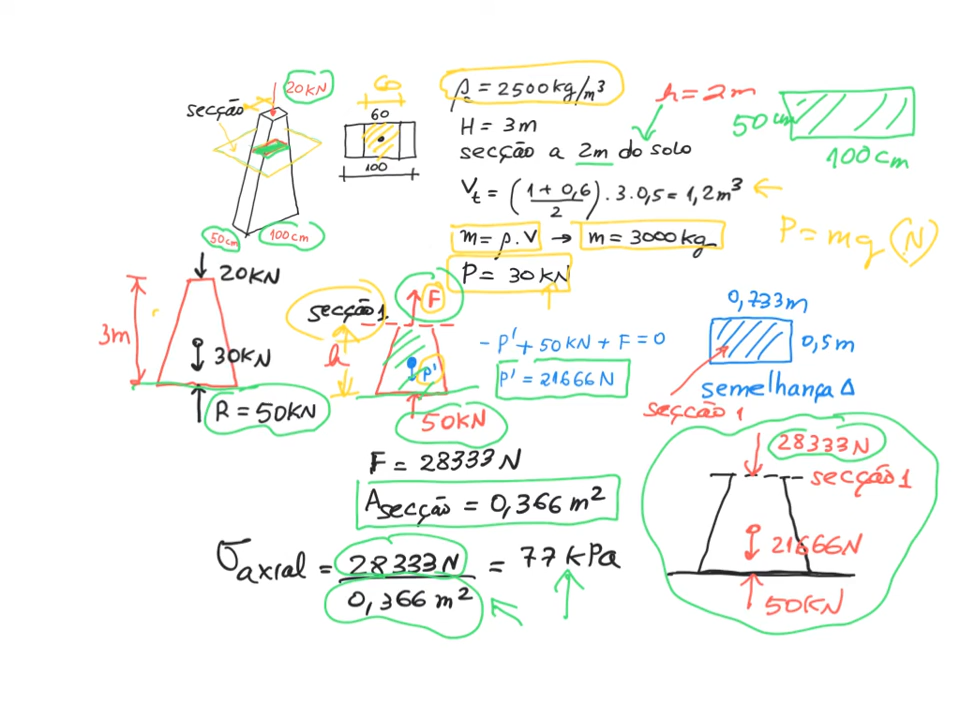 20KN
secção
60
60
100
ρc = 2500kg/m³
H = 3m
secção a 2m do solo
h = 2m
50cm
100cm
Vt = (1 + 0,6 / 2) . 3 . 0,5 = 1,2m³
m = ρ.V → m = 3000kg
P = mg (N)
P = 30kN
50cm
100cm
20KN
3m
30KN
R = 50KN
secção 1.
F
h
P'
50KN
- P' + 50KN + F = 0
P' = 21666N
0,733m
0,5m
semelhança Δ
secção 1
F = 28333N
Asecção = 0,366 m²
σaxial = 28333N / 0,366 m² = 77kPa
28333N
secção 1
21666N
50KN